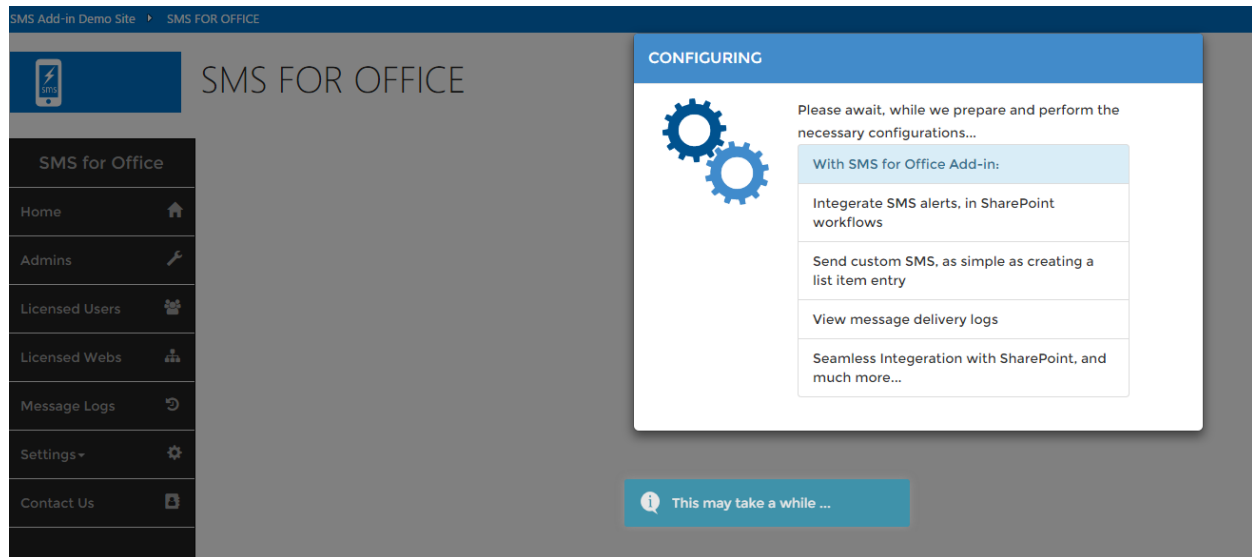 SMS Add-in Demo Site SMS FOR OFFICE
sms
SMS FOR OFFICE
SMS for Office
Home
Admins
Licensed Users
Licensed Webs
Message Logs
Settings
Contact Us
CONFIGURING
Please await, while we prepare and perform the
necessary configurations...
With SMS for Office Add-in:
Integerate SMS alerts, in SharePoint
workflows
Send custom SMS, as simple as creating a
list item entry
View message delivery logs
Seamless Integeration with SharePoint, and
much more...
This may take a while ...